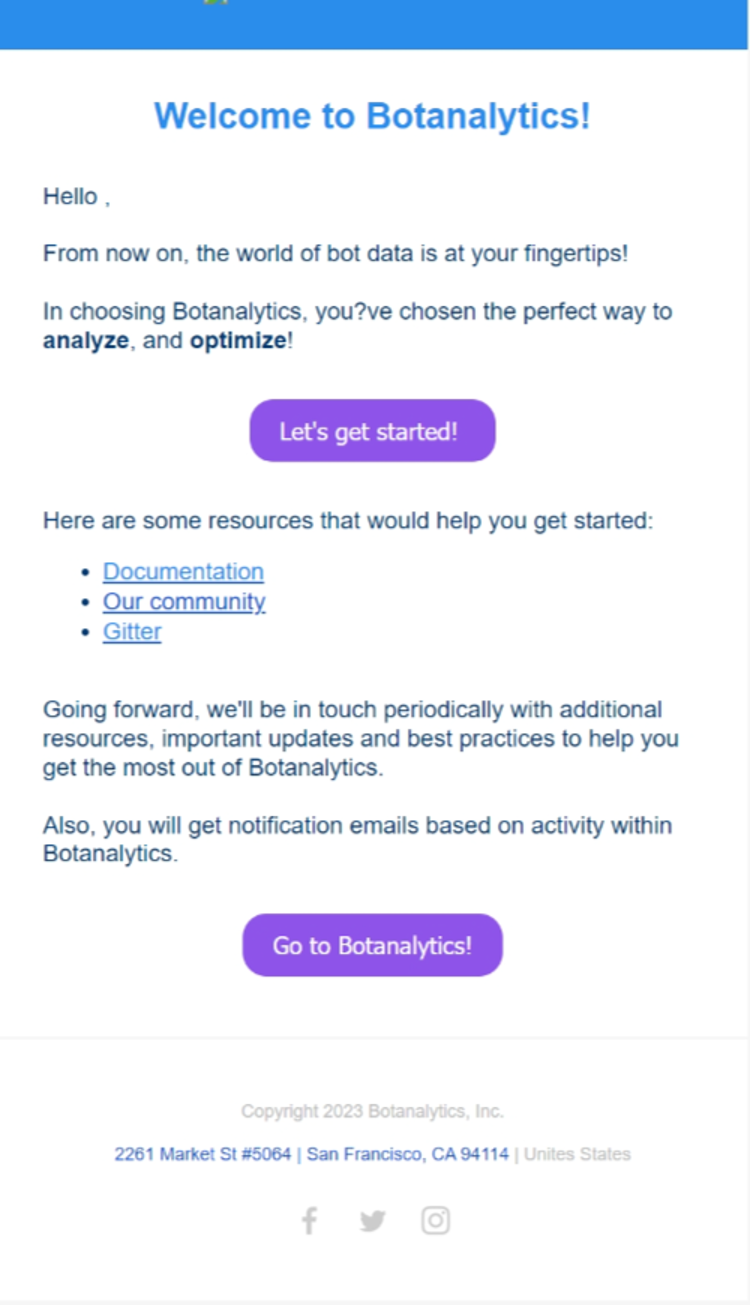 Welcome to Botanalytics!
Hello ,
From now on, the world of bot data is at your fingertips!
In choosing Botanalytics, you?ve chosen the perfect way to
analyze, and optimize!
Let's get started!
Here are some resources that would help you get started:
• Documentation
• Our community
• Gitter
Going forward, we'll be in touch periodically with additional
resources, important updates and best practices to help you
get the most out of Botanalytics.
Also, you will get notification emails based on activity within
Botanalytics.
Go to Botanalytics!
Copyright 2023 Botanalytics, Inc.
2261 Market St #5064 | San Francisco, CA 94114 | Unites States